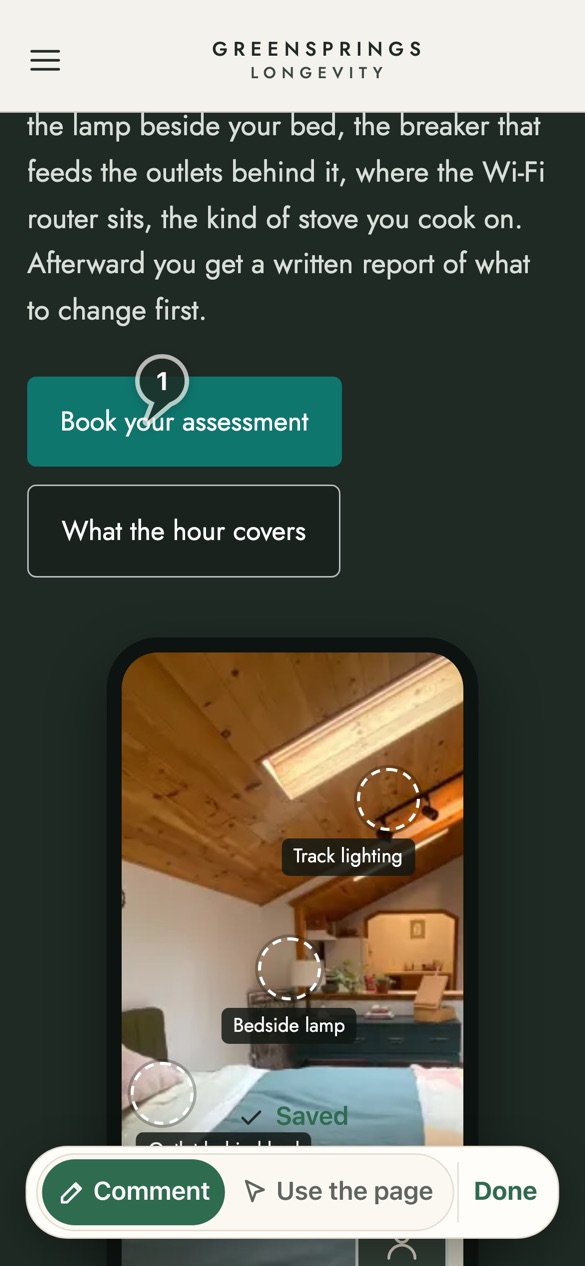 GREENSPRINGS
LONGEVITY
the lamp beside your bed, the breaker that
feeds the outlets behind it, where the Wi-Fi
router sits, the kind of stove you cook on.
Afterward you get a written report of what
to change first.
1
Book your assessment
What the hour covers
Track lighting
Bedside lamp
Saved
Comment
Use the page
Done